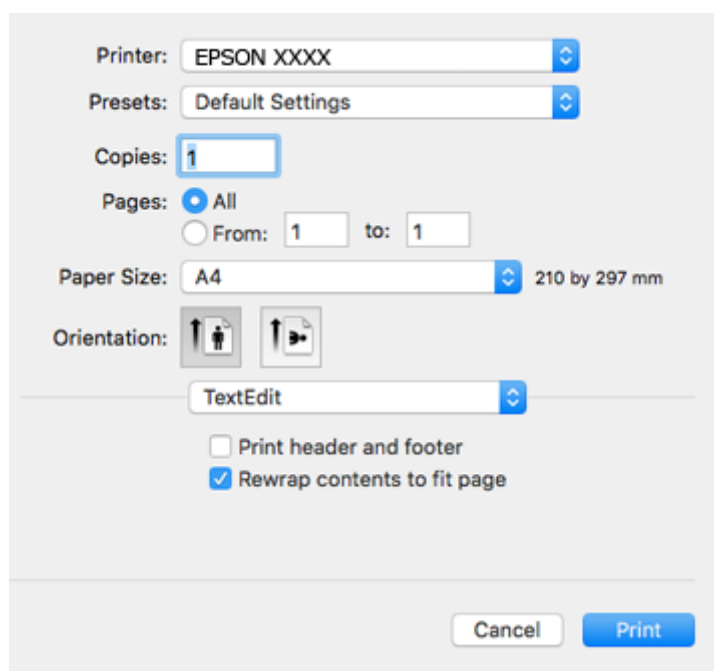 Printer: EPSON XXXX
Presets: Default Settings
Copies: 1
Pages: All
From: 1 to: 1
Paper Size: A4 210 by 297 mm
Orientation:
TextEdit
Print header and footer
Rewrap contents to fit page
Cancel Print